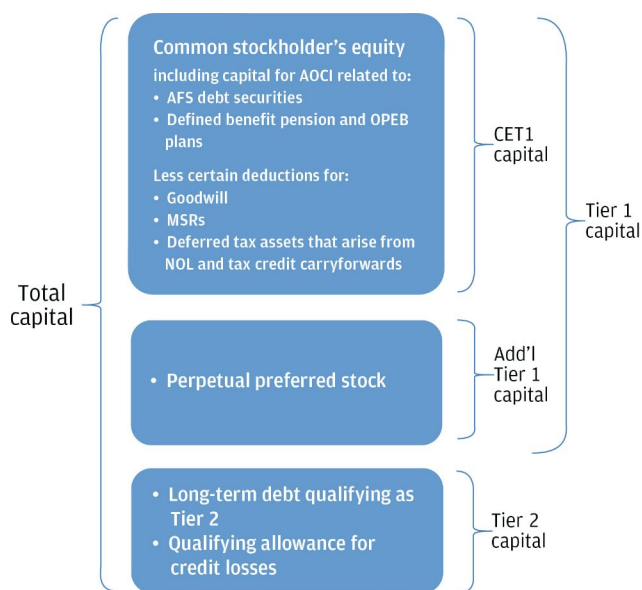 Common stockholder's equity
including capital for AOCI related to:
• AFS debt securities
• Defined benefit pension and OPEB
plans
Less certain deductions for:
• Goodwill
• MSRs
• Deferred tax assets that arise from
NOL and tax credit carryforwards
CET1
capital
Tier 1
capital
Total
capital
• Perpetual preferred stock
Add'l
Tier 1
capital
• Long-term debt qualifying as
Tier 2
• Qualifying allowance for
credit losses
Tier 2
capital